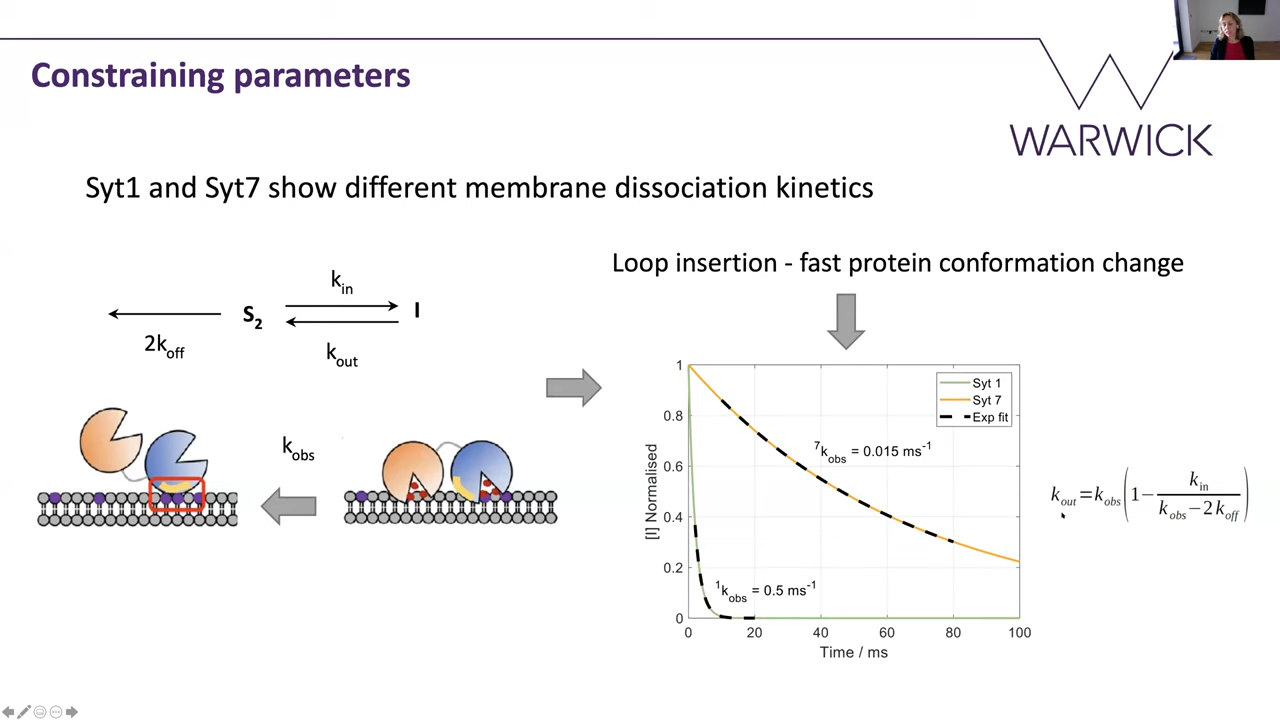 Constraining parameters
WARWICK
Syt1 and Syt7 show different membrane dissociation kinetics
Loop insertion - fast protein conformation change
k_in
S_2
I
2k_off
k_out
k_obs
1
0.8
0.6
0.4
0.2
0
[I] Normalised
Syt 1
Syt 7
Exp fit
^7k_obs = 0.015 ms^-1
^1k_obs = 0.5 ms^-1
0 20 40 60 80 100
Time / ms
k_out=k_obs(1−k_in/(k_obs−2k_off))